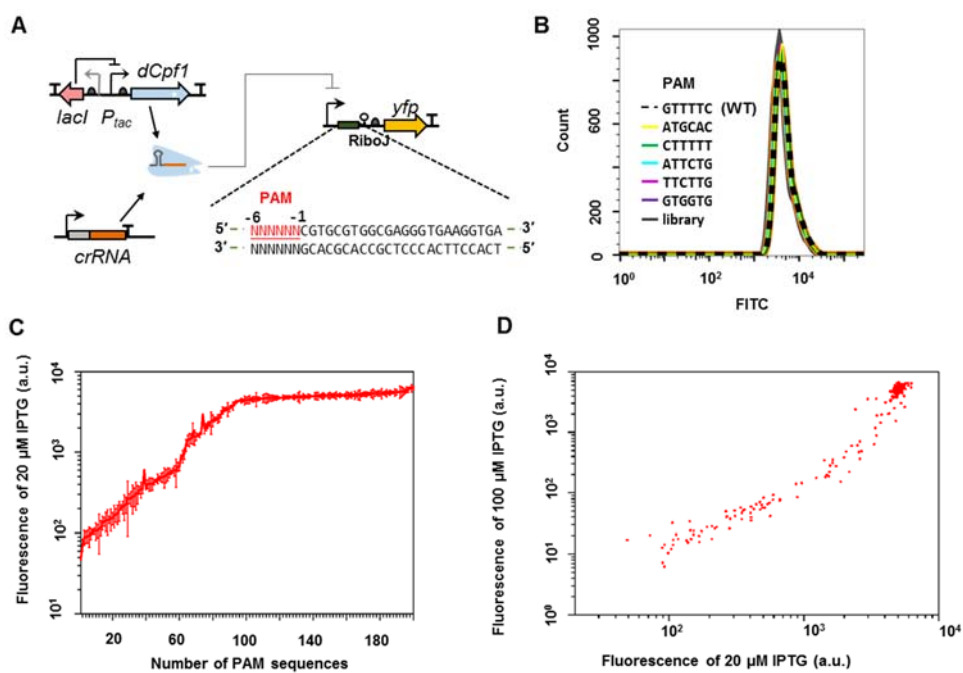 A
dCpf1
lacI
Ptac
crRNA
yfp
RiboJ
PAM
-6 -1
5' NNNNNNCGTGCGTGGCGAGGGTGAAGGTGA 3'
3' NNNNNNGCACGCACCGCTCCCACTTCCACT 5'
B
Count
1000
900
600
300
200
0
PAM
GTTTTC (WT)
ATGCAC
CTTTTT
ATTCTG
TTCTTG
GTGGTG
library
10^0 10^2 10^4
FITC
C
Fluorescence of 20 µM IPTG (a.u.)
10^4
10^3
10^2
10^1
20 60 100 140 180
Number of PAM sequences
D
Fluorescence of 100 µM IPTG (a.u.)
10^4
10^3
10^2
10^1
10^0
10^2 10^3 10^4
Fluorescence of 20 µM IPTG (a.u.)